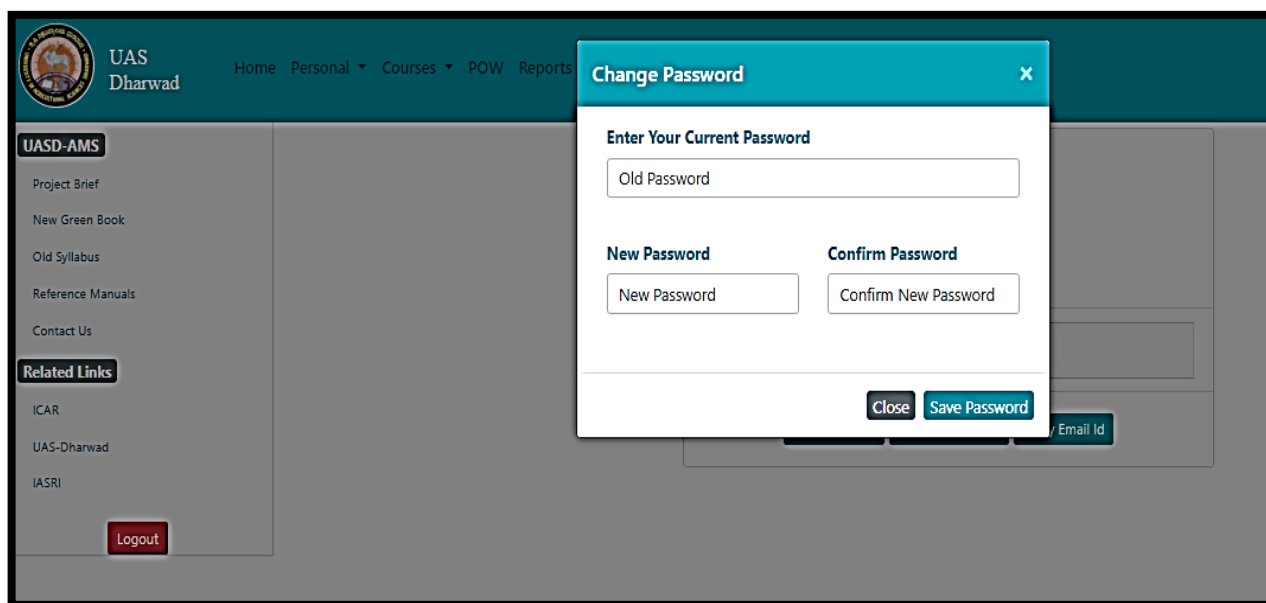 UAS
Dharwad
Home Personal Courses POW Reports
UASD-AMS
Project Brief
New Green Book
Old Syllabus
Reference Manuals
Contact Us
Related Links
ICAR
UAS-Dharwad
IASRI
Logout
Change Password ×
Enter Your Current Password
Old Password
New Password Confirm Password
New Password Confirm New Password
Close Save Password
Email Id